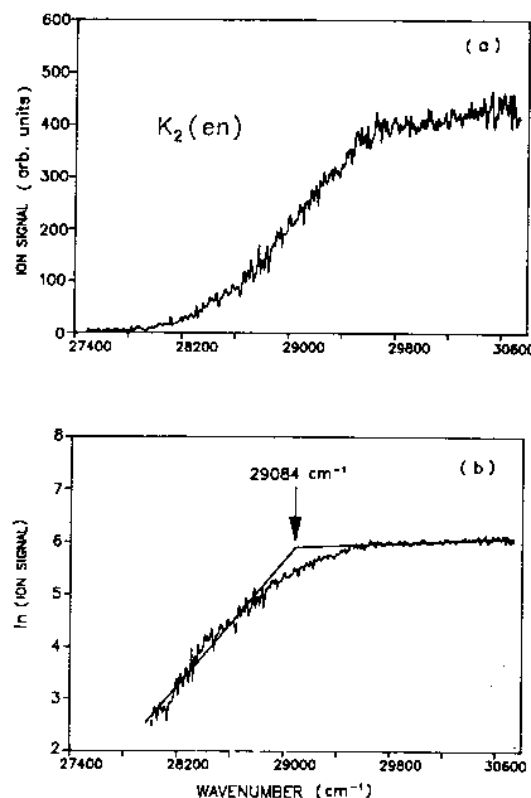 600
(a)
500
K₂(en)
400
300
200
100
0
ION SIGNAL (arb. units)
27400 28200 29000 29800 30600
8
(b)
29084 cm⁻¹
7
6
5
4
3
2
ln (ION SIGNAL)
27400 28200 29000 29800 30600
WAVENUMBER (cm⁻¹)